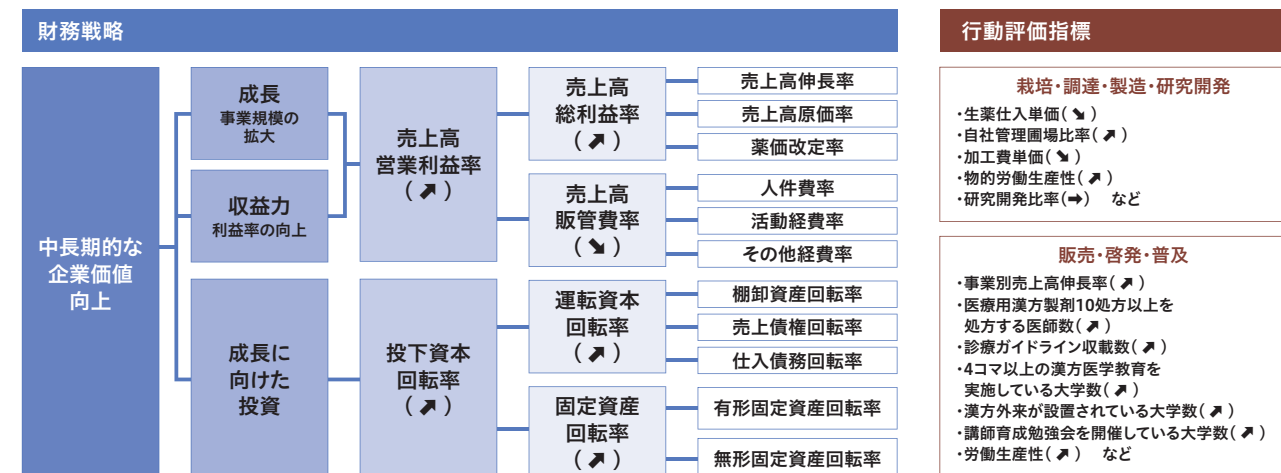 財務戦略
中長期的な
企業価値
向上
成長
事業規模の
拡大
収益力
利益率の向上
成長に
向けた
投資
売上高
営業利益率
(↗)
投下資本
回転率
(↗)
売上高
総利益率
(↗)
売上高
販管費率
(↘)
運転資本
回転率
(↗)
固定資産
回転率
(↗)
売上高伸長率
売上高原価率
薬価改定率
人件費率
活動経費率
その他経費率
棚卸資産回転率
売上債権回転率
仕入債務回転率
有形固定資産回転率
無形固定資産回転率
行動評価指標
栽培・調達・製造・研究開発
・生薬仕入単価(↘)
・自社管理圃場比率(↗)
・加工費単価(↘)
・物的労働生産性(↗)
・研究開発比率(➡) など
販売・啓発・普及
・事業別売上高伸長率(↗)
・医療用漢方製剤10処方以上を
処方する医師数(↗)
・診療ガイドライン収載数(↗)
・4コマ以上の漢方医学教育を
実施している大学数(↗)
・漢方外来が設置されている大学数(↗)
・講師育成勉強会を開催している大学数(↗)
・労働生産性(↗) など